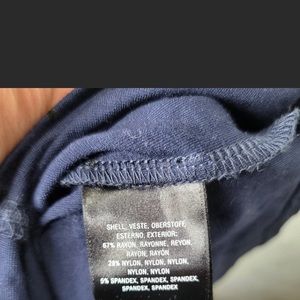 SHELL, VESTE, OBERSTOFF,
ESTERNO, EXTERIOR:
67% RAYON, RAYONNE, REYON,
RAYON, RAYÓN
28% NYLON, NYLON, NYLON,
NYLON, NYLON
5% SPANDEX, SPANDEX, SPANDEX,
SPANDEX, SPANDEX